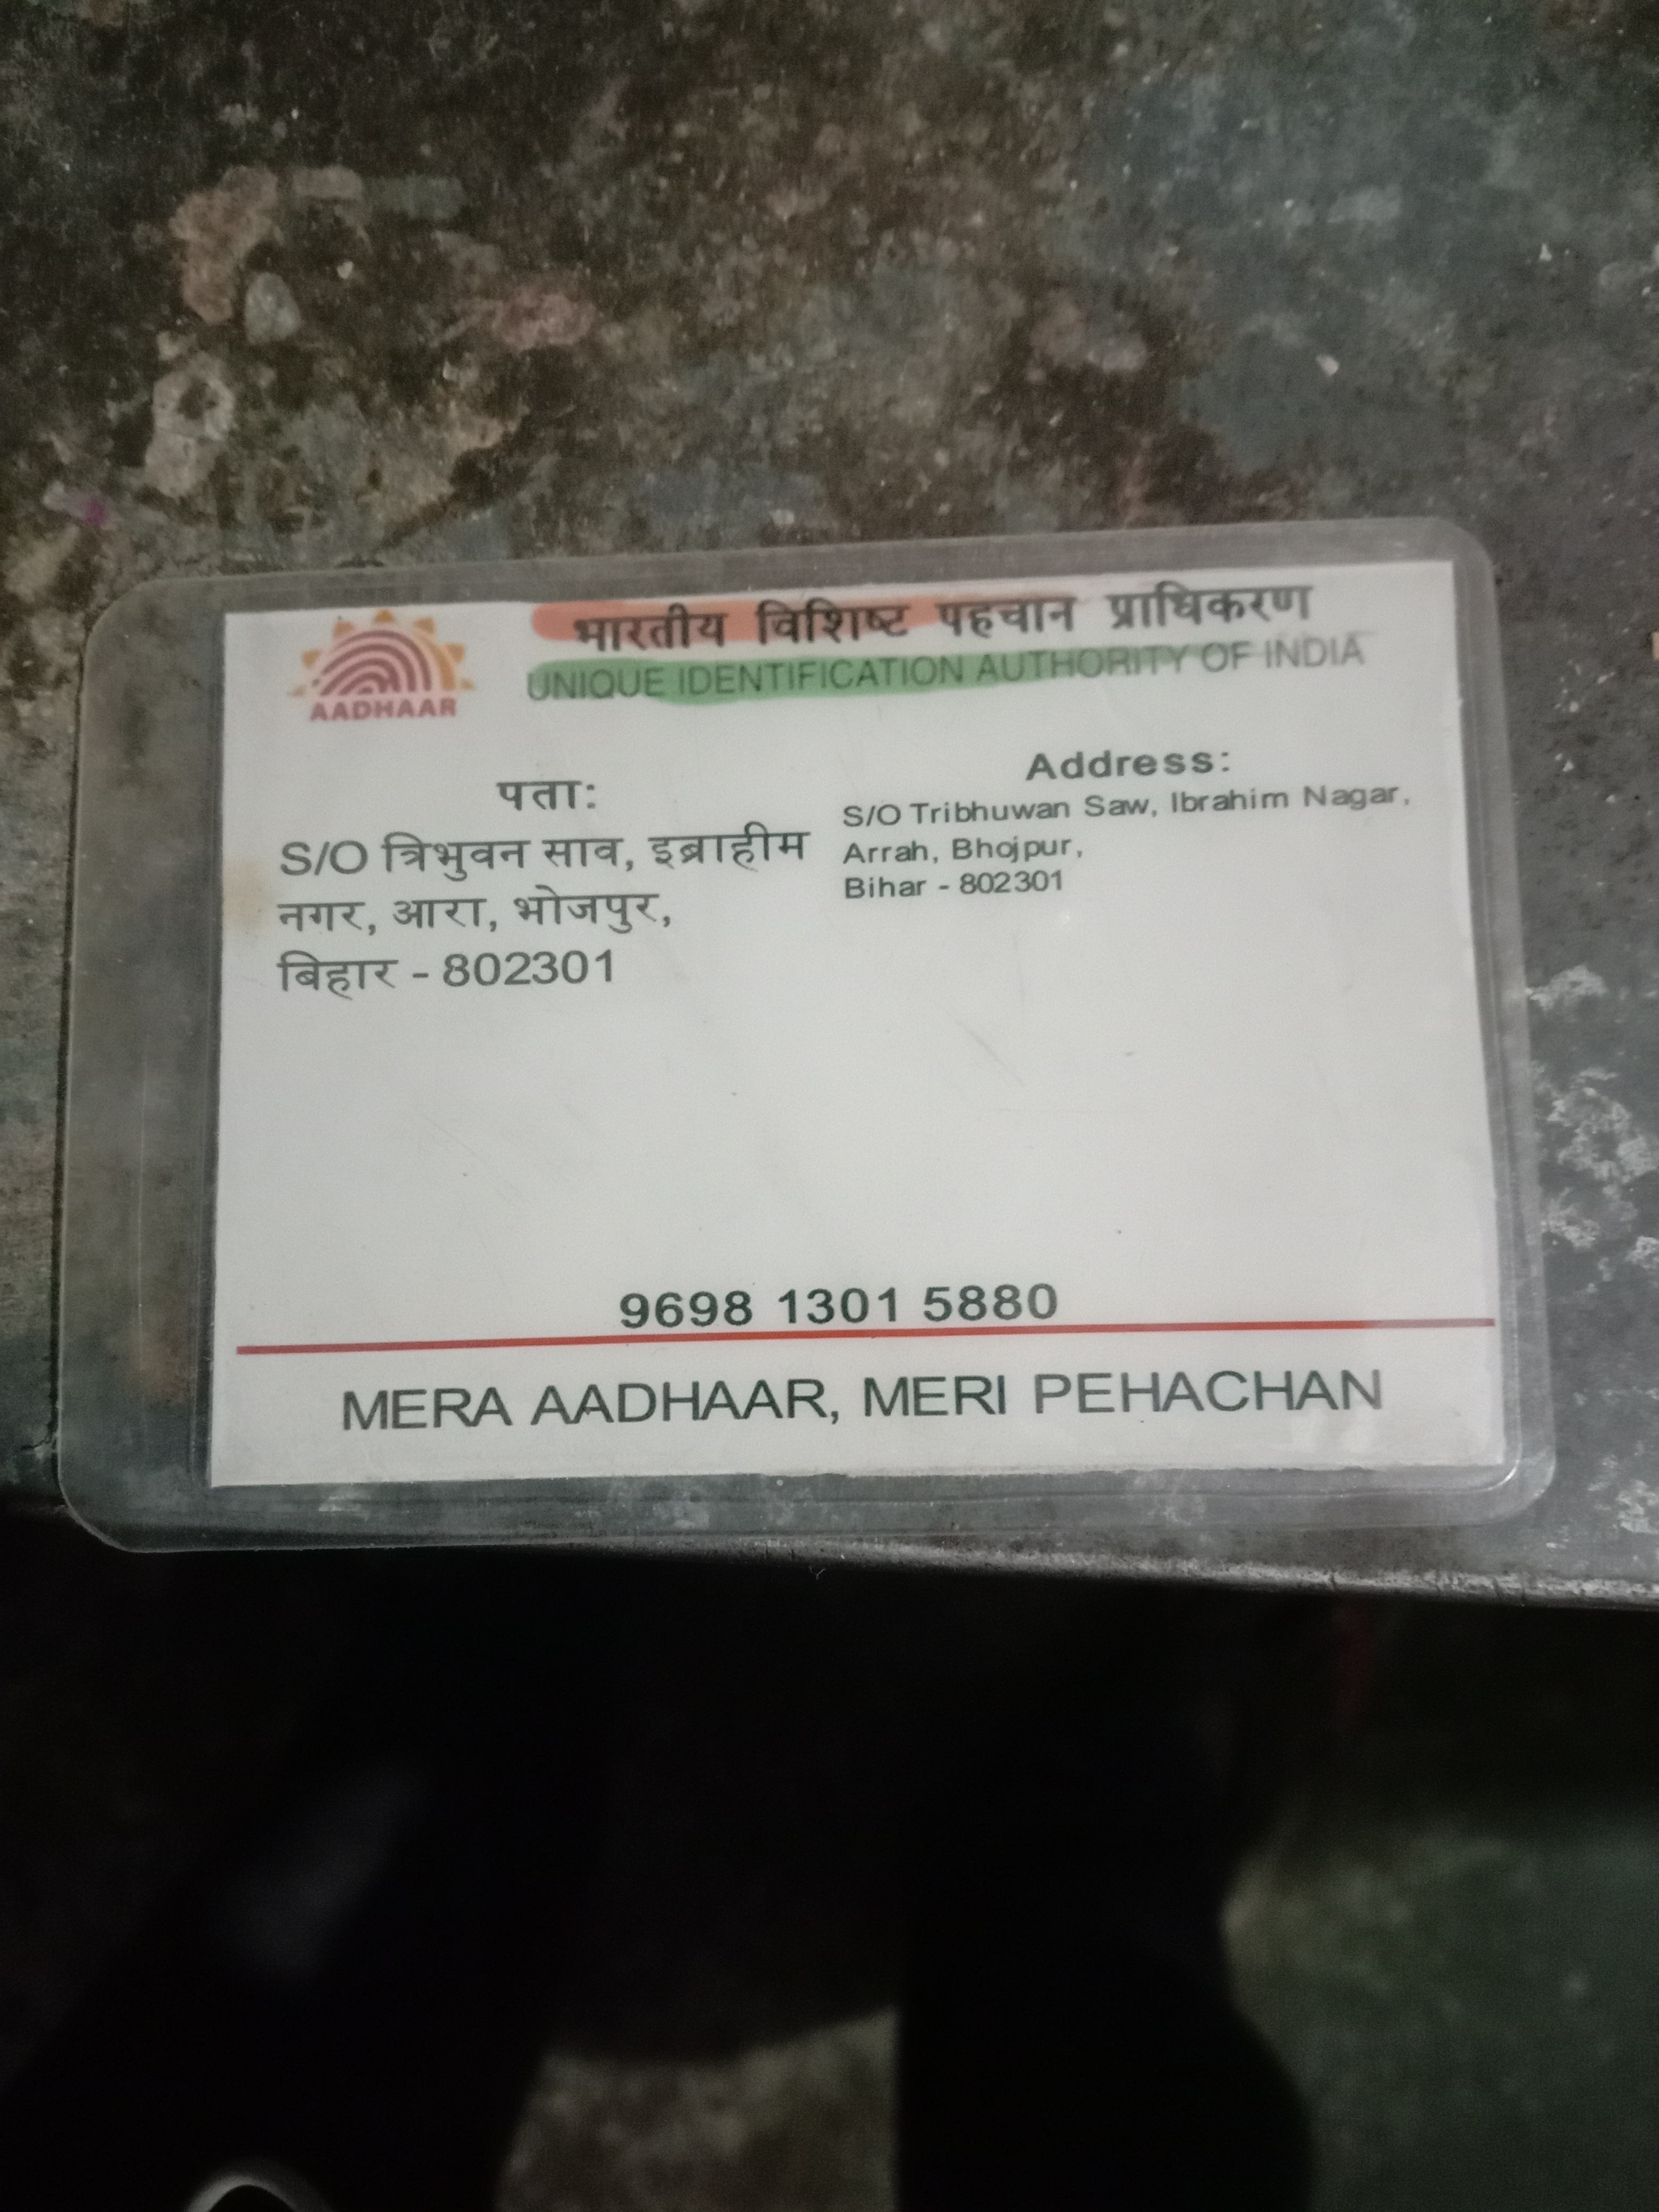 AADHAAR
भारतीय विशिष्ट पहचान प्राधिकरण
UNIQUE IDENTIFICATION AUTHORITY OF INDIA
पता:
S/O त्रिभुवन साव, इब्राहीम
नगर, आरा, भोजपुर,
बिहार - 802301
Address:
S/O Tribhuwan Saw, Ibrahim Nagar,
Arrah, Bhojpur,
Bihar - 802301
9698 1301 5880
MERA AADHAAR, MERI PEHACHAN